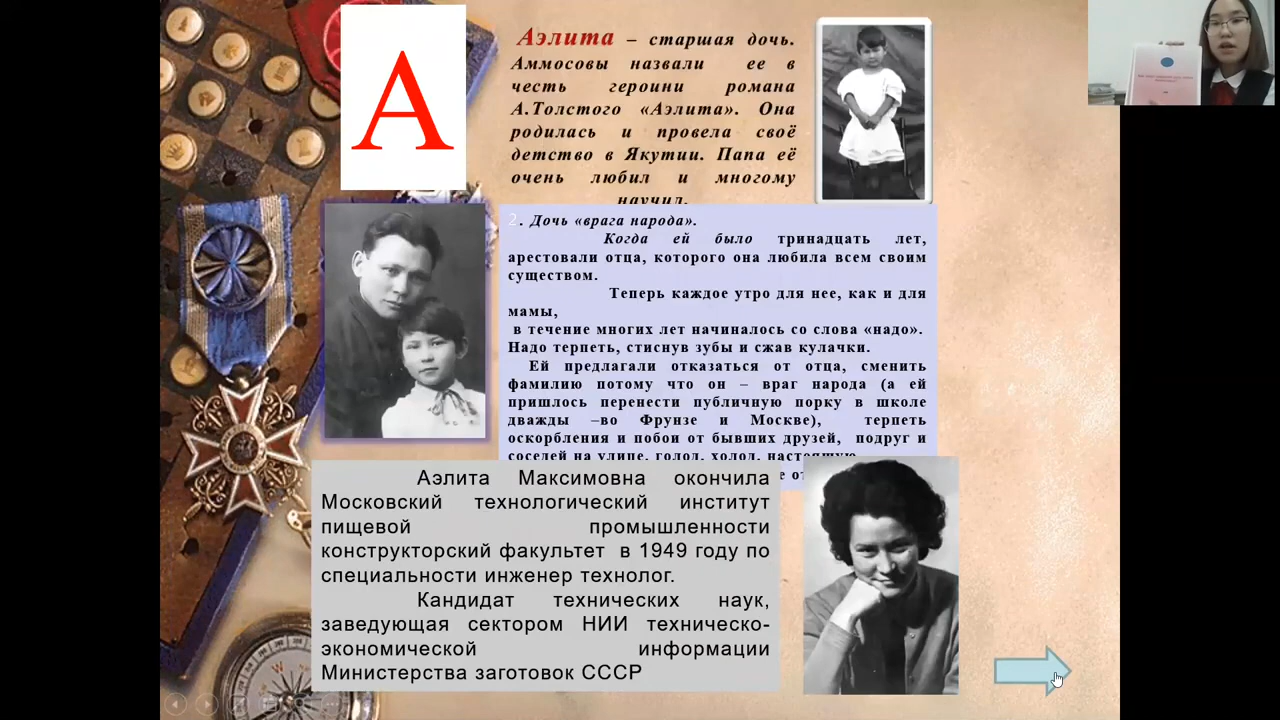 А
Аэлита – старшая дочь.
Аммосовы назвали ее в
честь героини романа
А.Толстого «Аэлита». Она
родилась и провела своё
детство в Якутии. Папа её
очень любил и многому
научил.
2. Дочь «врага народа».
Когда ей было тринадцать лет,
арестовали отца, которого она любила всем своим
существом.
Теперь каждое утро для нее, как и для
мамы,
в течение многих лет начиналось со слова «надо».
Надо терпеть, стиснув зубы и сжав кулачки.
Ей предлагали отказаться от отца, сменить
фамилию потому что он – враг народа (а ей
пришлось перенести публичную порку в школе
дважды –во Фрунзе и Москве), терпеть
оскорбления и побои от бывших друзей, подруг и
соседей на улице, голод, холод, настоящую
Аэлита Максимовна окончила
Московский технологический институт
пищевой промышленности
конструкторский факультет в 1949 году по
специальности инженер технолог.
Кандидат технических наук,
заведующая сектором НИИ техническо-
экономической информации
Министерства заготовок СССР